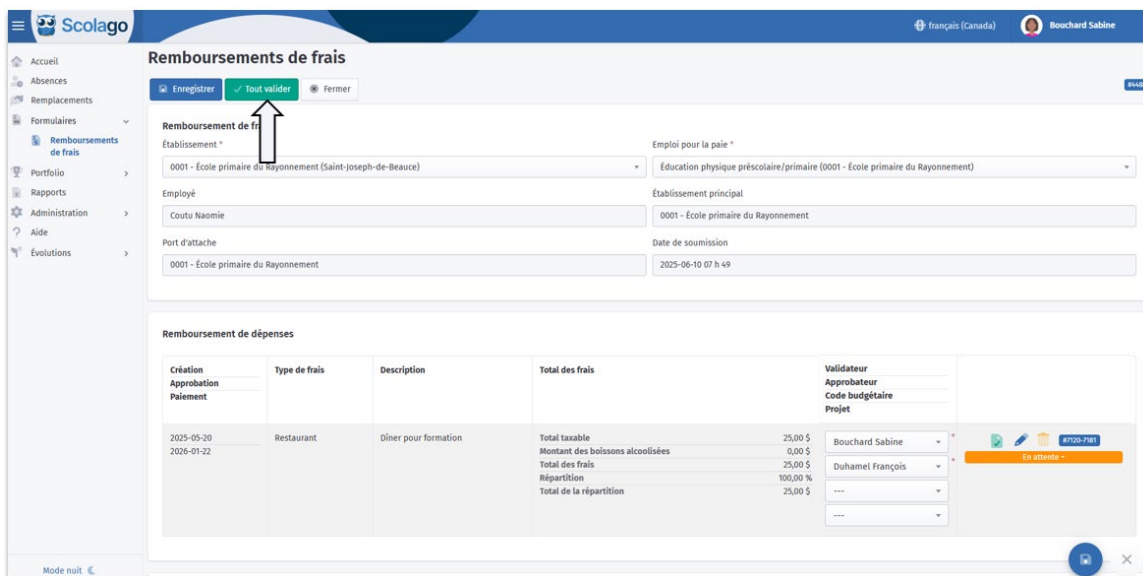 Scolago
français (Canada)
Bouchard Sabine
Accueil
Absences
Remplacements
Formulaires
Remboursements
de frais
Portfolio
Rapports
Administration
Aide
Évolutions
Mode nuit
Remboursements de frais
Enregistrer
Tout valider
Fermer
Remboursement de
Établissement *
Emploi pour la paie *
0001 - École primaire du Rayonnement (Saint-Joseph-de-Beauce)
Éducation physique préscolaire/primaire (0001 - École primaire du Rayonnement)
Employé
Établissement principal
Coutu Naomie
0001 - École primaire du Rayonnement
Port d'attache
Date de soumission
0001 - École primaire du Rayonnement
2025-06-10 07 h 49
Remboursement de dépenses
Création
Approbation
Paiement
Type de frais
Description
Total des frais
Validateur
Approbateur
Code budgétaire
Projet
2025-05-20
2026-01-22
Restaurant
Dîner pour formation
Total taxable 25,00 $
Montant des boissons alcoolisées 0,00 $
Total des frais 25,00 $
Répartition 100,00 %
Total de la répartition 25,00 $
Bouchard Sabine *
Duhamel François *
---
---
#7120-7181
En attente